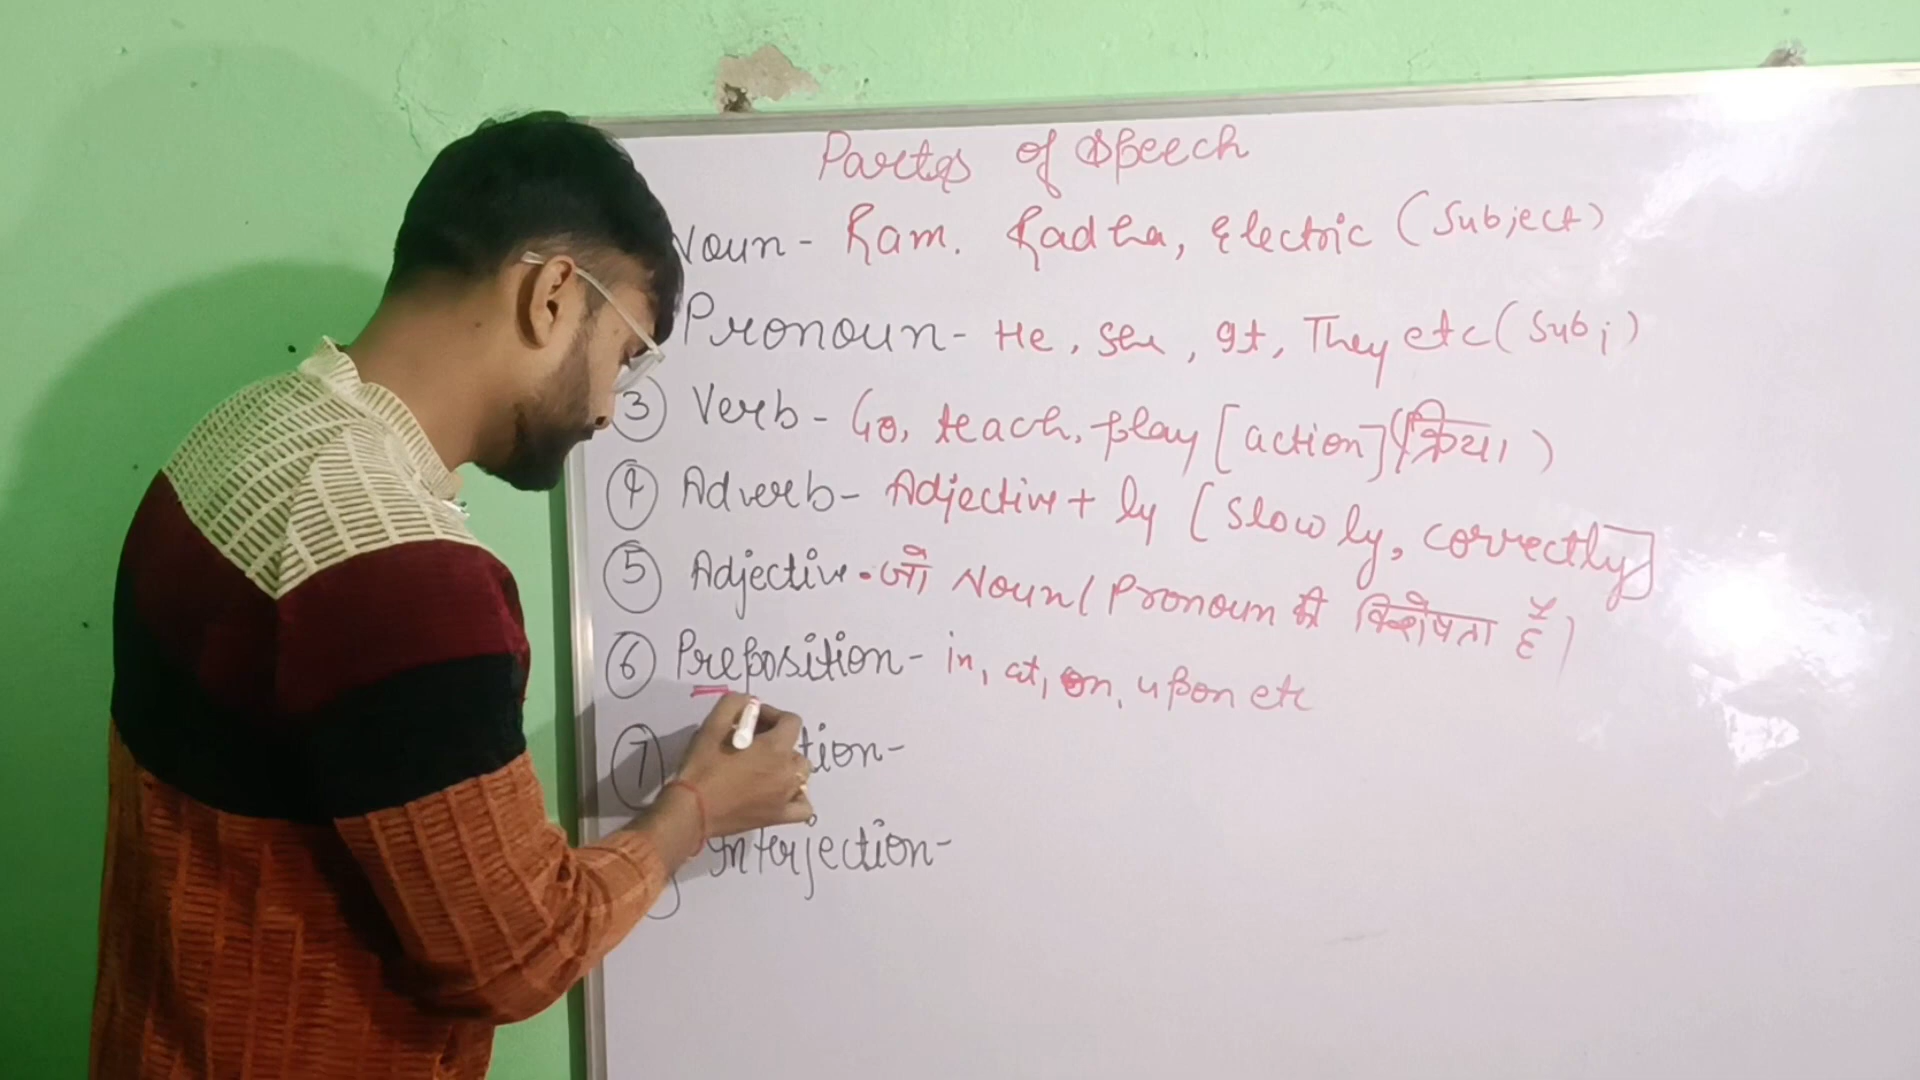 Parts of Speech
Noun - Ram. Radha, Electric (Subject)
Pronoun - He, She, It, They etc (Subj)
3 Verb - Go, teach, play [action] (क्रिया)
4 Adverb - Adjective + ly [slowly, correctly]
5 Adjective - जो Noun / Pronoun की विशेषता
6 Preposition - in, at, on, upon etc
7 tion -
Interjection -